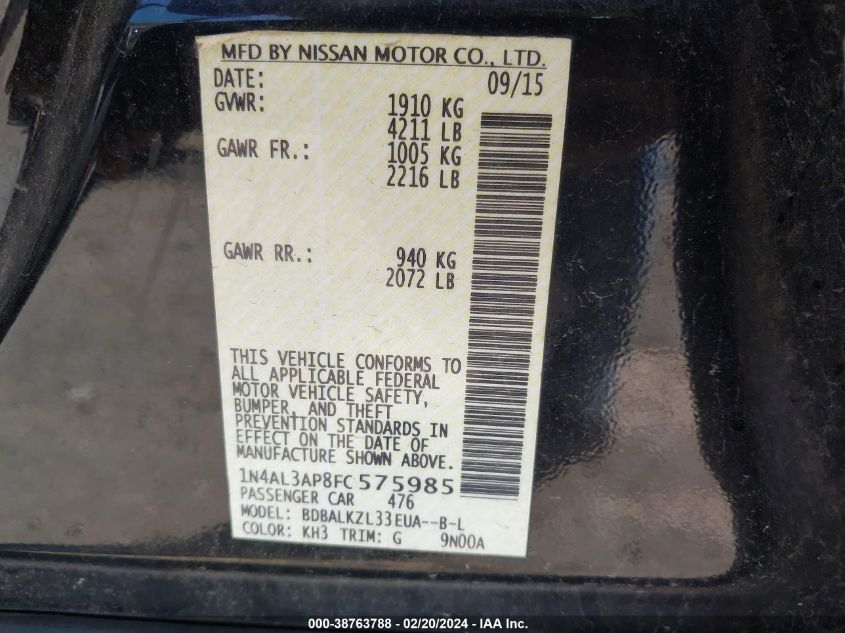 MFD BY NISSAN MOTOR CO., LTD.
DATE: 09/15
GVWR: 1910 KG
4211 LB
GAWR FR.: 1005 KG
2216 LB
GAWR RR.: 940 KG
2072 LB
THIS VEHICLE CONFORMS TO
ALL APPLICABLE FEDERAL
MOTOR VEHICLE SAFETY,
BUMPER, AND THEFT
PREVENTION STANDARDS IN
EFFECT ON THE DATE OF
MANUFACTURE SHOWN ABOVE.
1N4AL3AP8FC575985
PASSENGER CAR 476
MODEL: BDBALKZL33EUA--B-L
COLOR: KH3 TRIM: G 9N00A
000-38763788 - 02/20/2024 - IAA Inc.